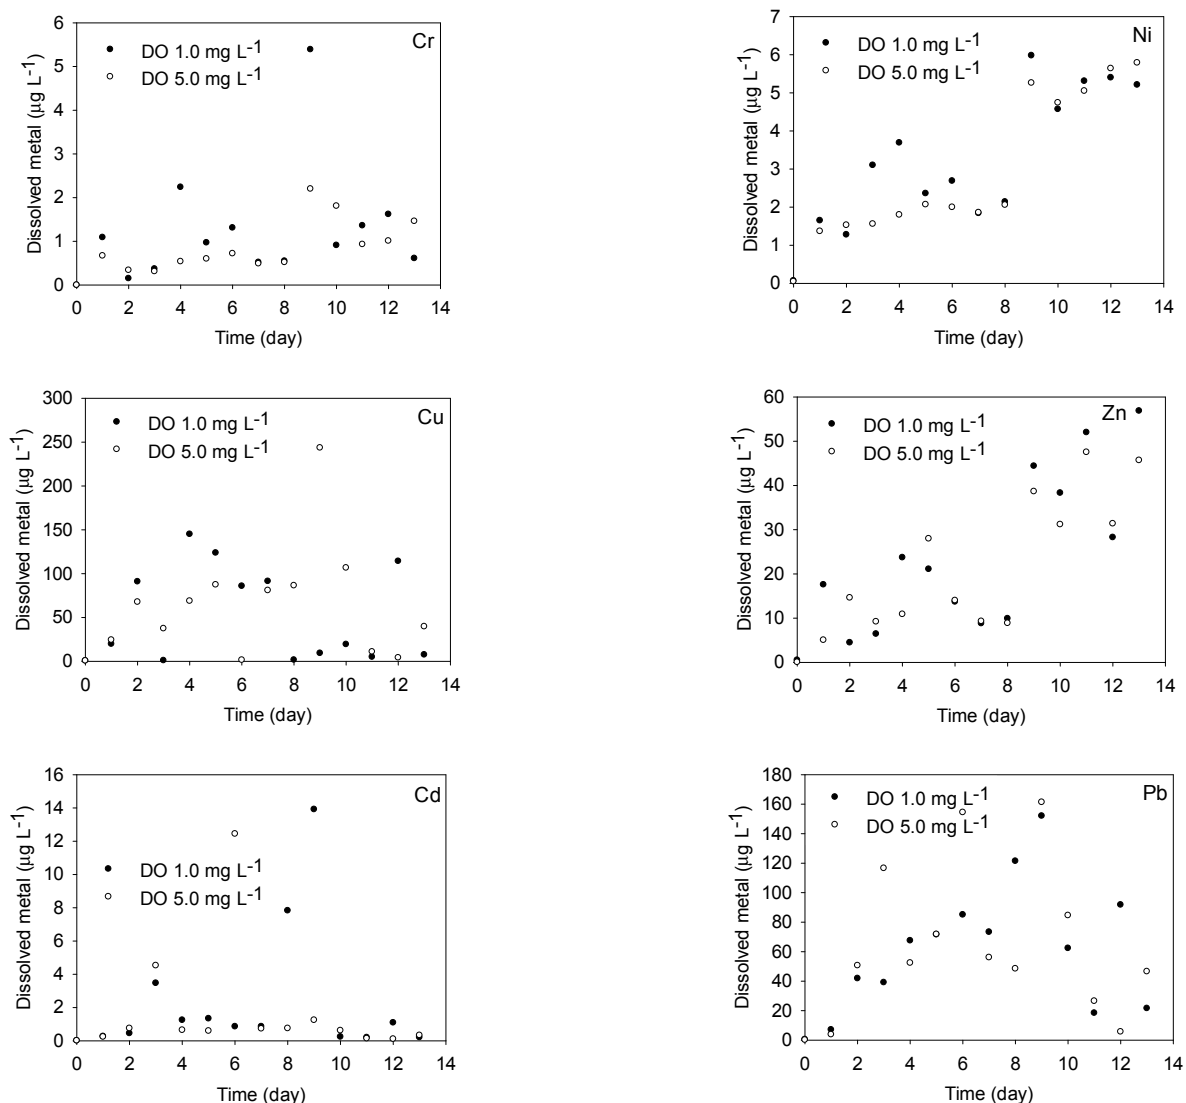 Cr
DO 1.0 mg L-1
DO 5.0 mg L-1
Dissolved metal (µg L-1)
6
5
4
3
2
1
0
0 2 4 6 8 10 12 14
Time (day)
Ni
DO 1.0 mg L-1
DO 5.0 mg L-1
Dissolved metal (µg L-1)
7
6
5
4
3
2
1
0
0 2 4 6 8 10 12 14
Time (day)
Cu
DO 1.0 mg L-1
DO 5.0 mg L-1
Dissolved metal (µg L-1)
300
250
200
150
100
50
0
0 2 4 6 8 10 12 14
Time (day)
Zn
DO 1.0 mg L-1
DO 5.0 mg L-1
Dissolved metal (µg L-1)
60
50
40
30
20
10
0
0 2 4 6 8 10 12 14
Time (day)
Cd
DO 1.0 mg L-1
DO 5.0 mg L-1
Dissolved metal (µg L-1)
16
14
12
10
8
6
4
2
0
0 2 4 6 8 10 12 14
Time (day)
Pb
DO 1.0 mg L-1
DO 5.0 mg L-1
Dissolved metal (µg L-1)
180
160
140
120
100
80
60
40
20
0
0 2 4 6 8 10 12 14
Time (day)